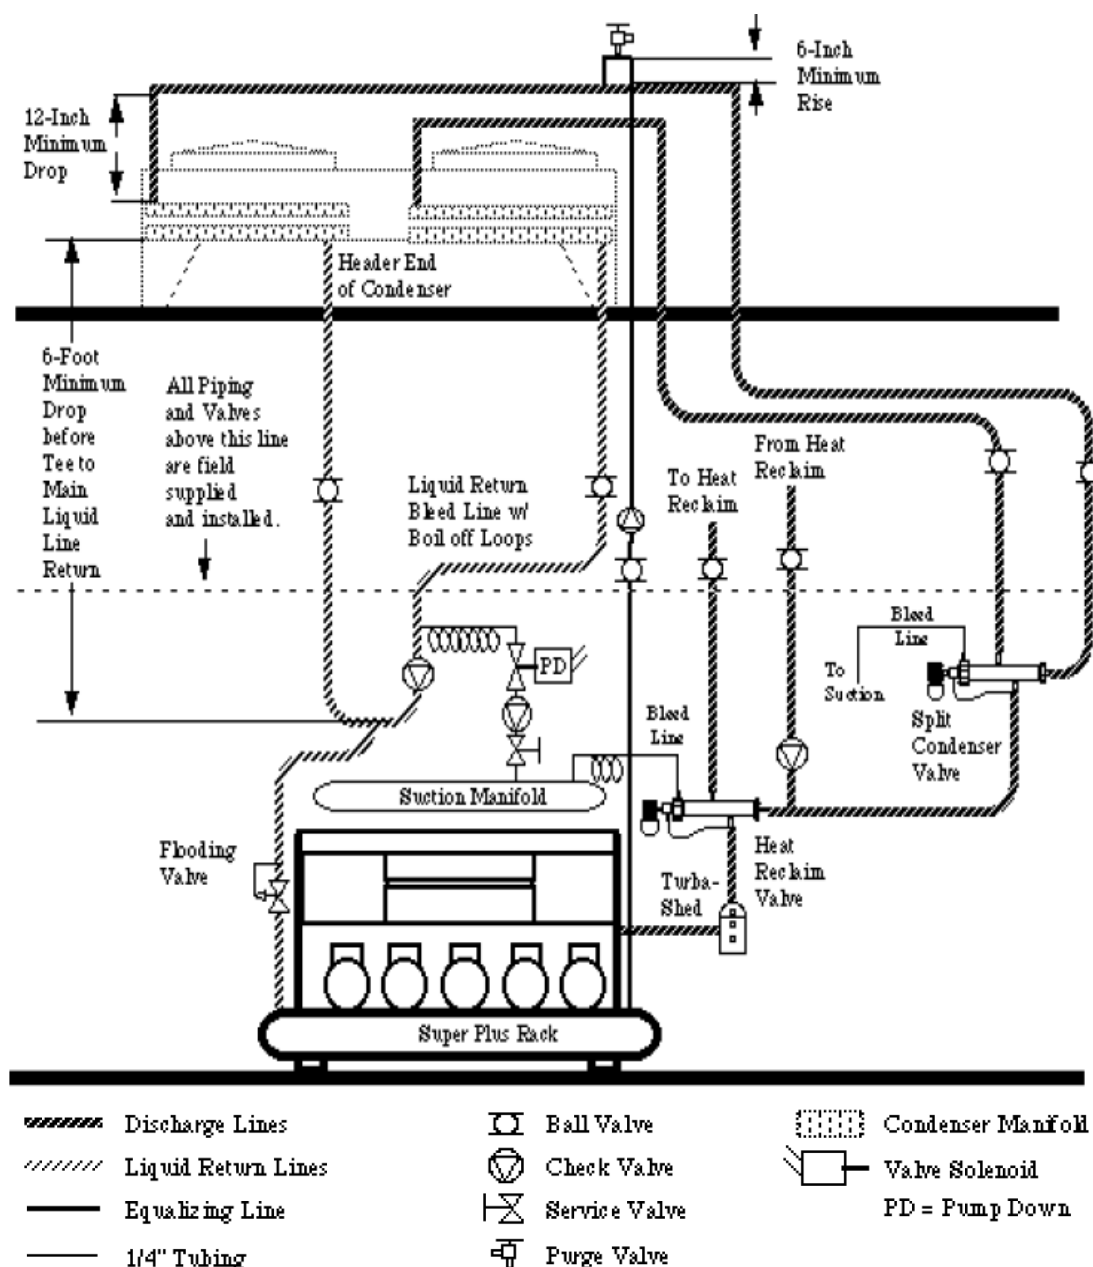 6-Inch
Minimum
Rise
12-Inch
Minimum
Drop
Header End
of Condenser
6-Foot
Minimum
Drop
before
Tee to
Main
Liquid
Line
Return
All Piping
and Valves
above this line
are field
supplied
and installed.
Liquid Return
Bleed Line w/
Boil off Loops
To Heat
Reclaim
From Heat
Reclaim
Bleed
Line
To
Suction
Split
Condenser
Valve
PD
Bleed
Line
Suction Manifold
Flooding
Valve
Turba-
Shed
Heat
Reclaim
Valve
Super Plus Rack
Discharge Lines
Liquid Return Lines
Equalizing Line
1/4" Tubing
Ball Valve
Check Valve
Service Valve
Purge Valve
Condenser Manifold
Valve Solenoid
PD = Pump Down